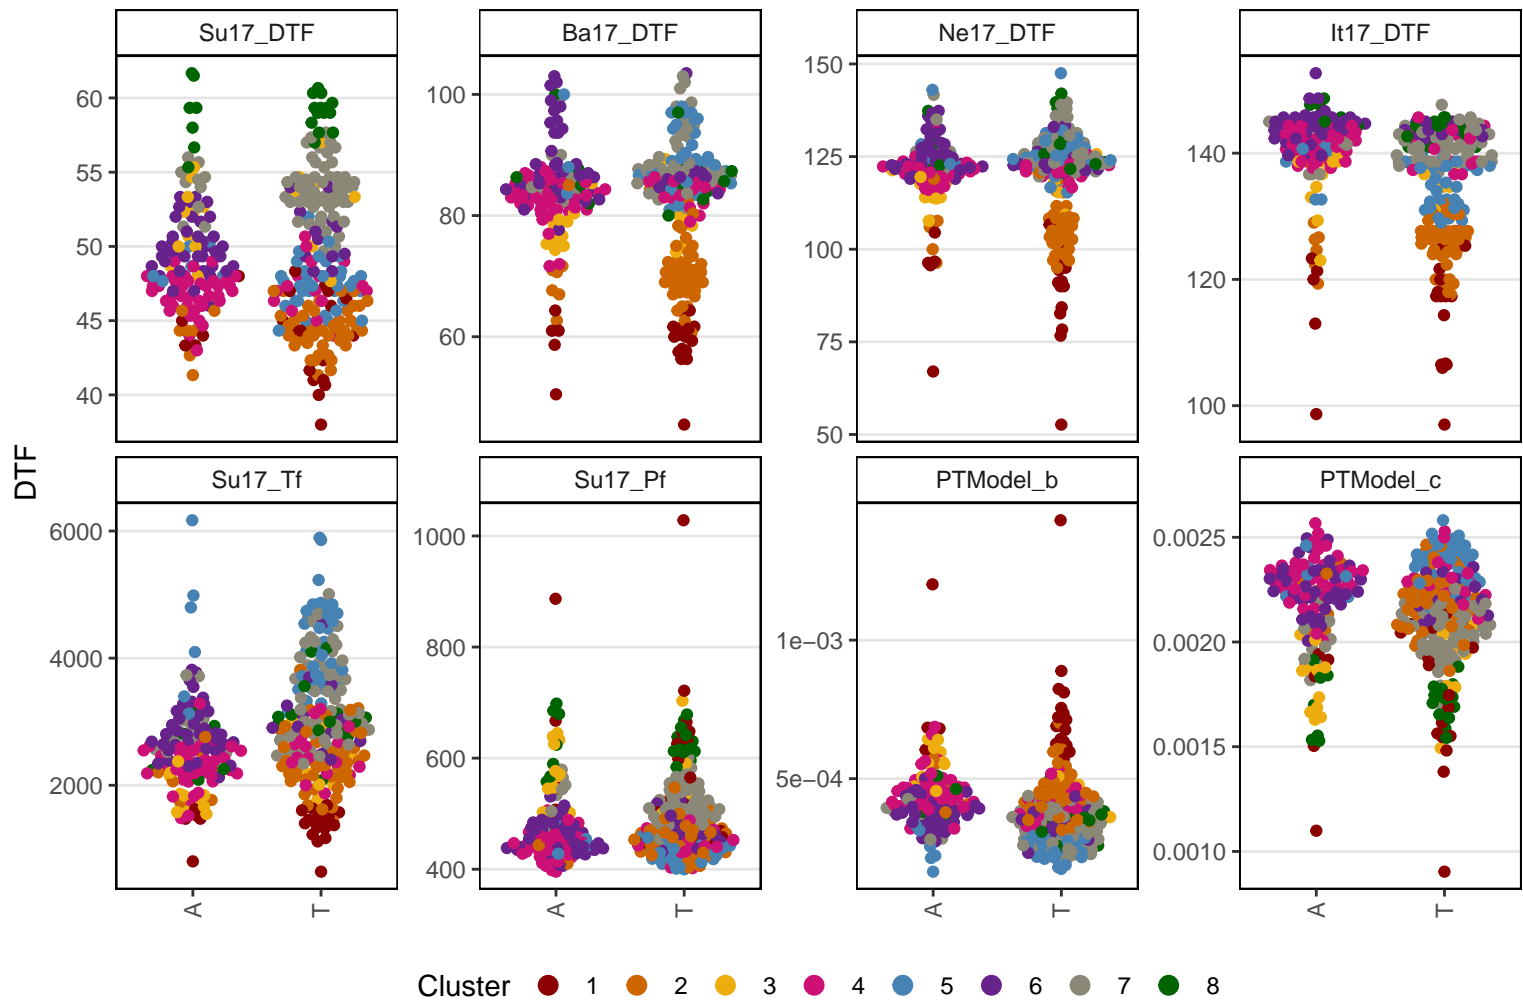 Su17_DTF Ba17_DTF Ne17_DTF It17_DTF
60 55 50 45 40
100 80 60
150 125 100 75 50
140 120 100
DTF
Su17_Tf Su17_Pf PTModel_b PTModel_c
6000 4000 2000
1000 800 600 400
1e−03 5e−04
0.0025 0.0020 0.0015 0.0010
A T A T A T A T
Cluster 1 2 3 4 5 6 7 8